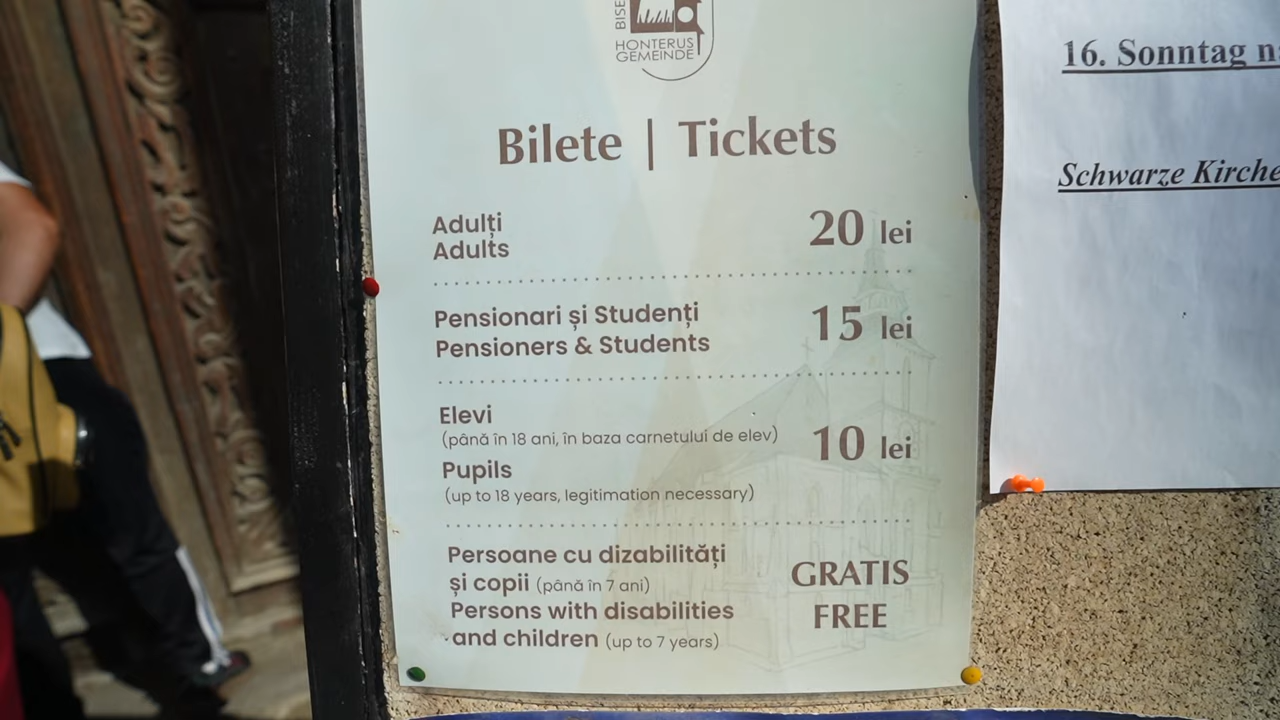 BISE
HONTERUS
GEMEINDE
Bilete | Tickets
Adulți
Adults
20 lei
Pensionari și Studenți
Pensioners & Students
15 lei
Elevi
(până în 18 ani, în baza carnetului de elev)
Pupils
(up to 18 years, legitimation necessary)
10 lei
Persoane cu dizabilități
și copii (până în 7 ani)
Persons with disabilities
and children (up to 7 years)
GRATIS
FREE
16. Sonntag n
Schwarze Kirche